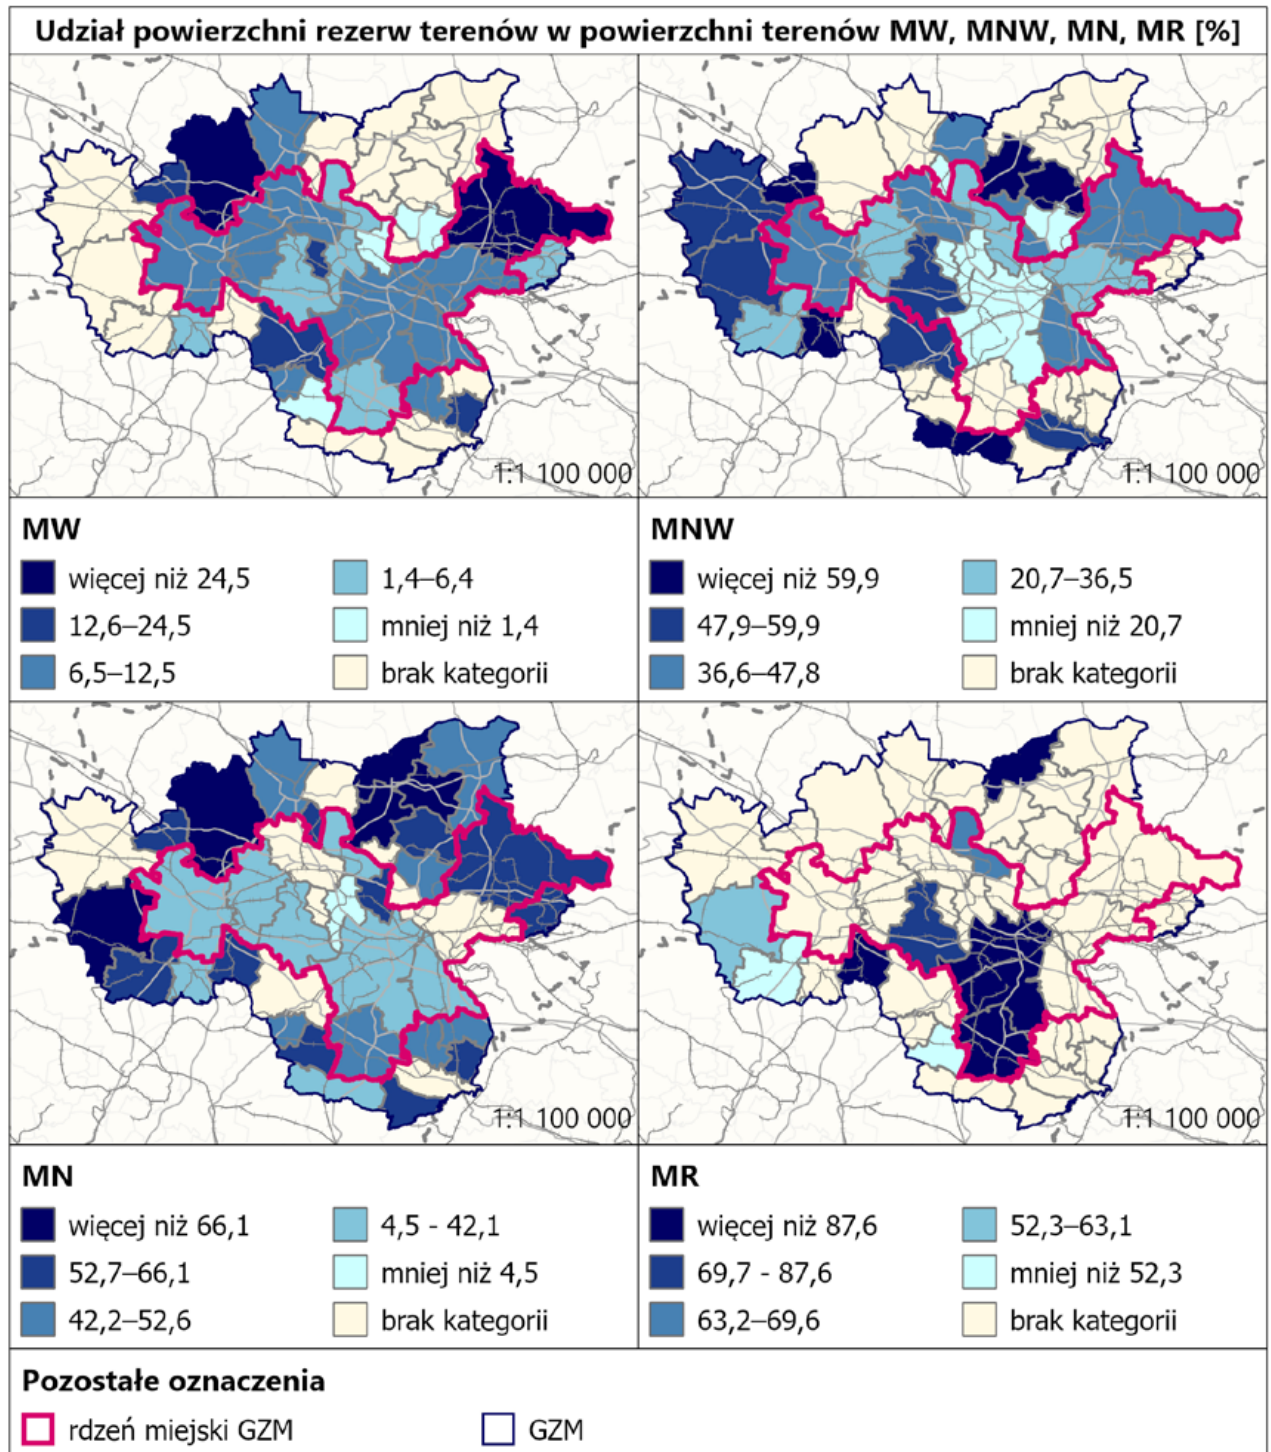 Udział powierzchni rezerw terenów w powierzchni terenów MW, MNW, MN, MR [%]
1:1 100 000
1:1 100 000
MW
więcej niż 24,5
1,4–6,4
12,6–24,5
mniej niż 1,4
6,5–12,5
brak kategorii
MNW
więcej niż 59,9
20,7–36,5
47,9–59,9
mniej niż 20,7
36,6–47,8
brak kategorii
1:1 100 000
1:1 100 000
MN
więcej niż 66,1
4,5 - 42,1
52,7–66,1
mniej niż 4,5
42,2–52,6
brak kategorii
MR
więcej niż 87,6
52,3–63,1
69,7 - 87,6
mniej niż 52,3
63,2–69,6
brak kategorii
Pozostałe oznaczenia
rdzeń miejski GZM
GZM